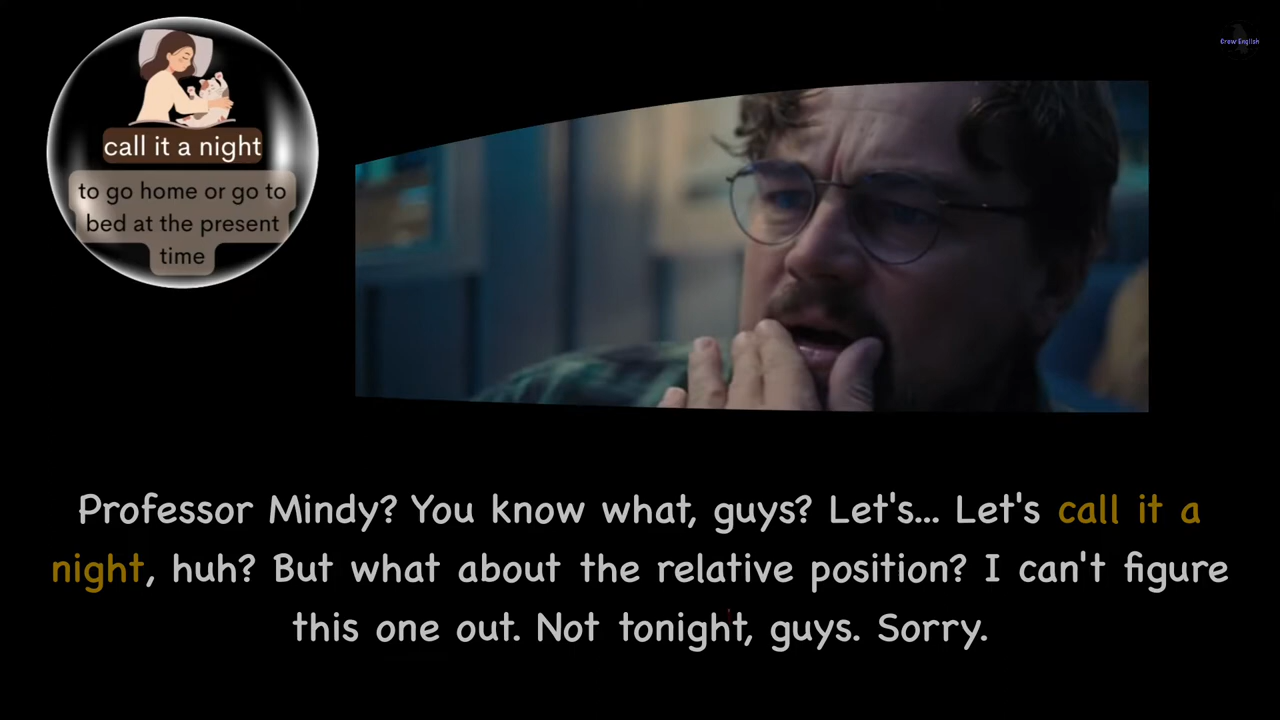 Crow English
call it a night
to go home or go to
bed at the present
time
Professor Mindy? You know what, guys? Let's... Let's call it a
night, huh? But what about the relative position? I can't figure
this one out. Not tonight, guys. Sorry.